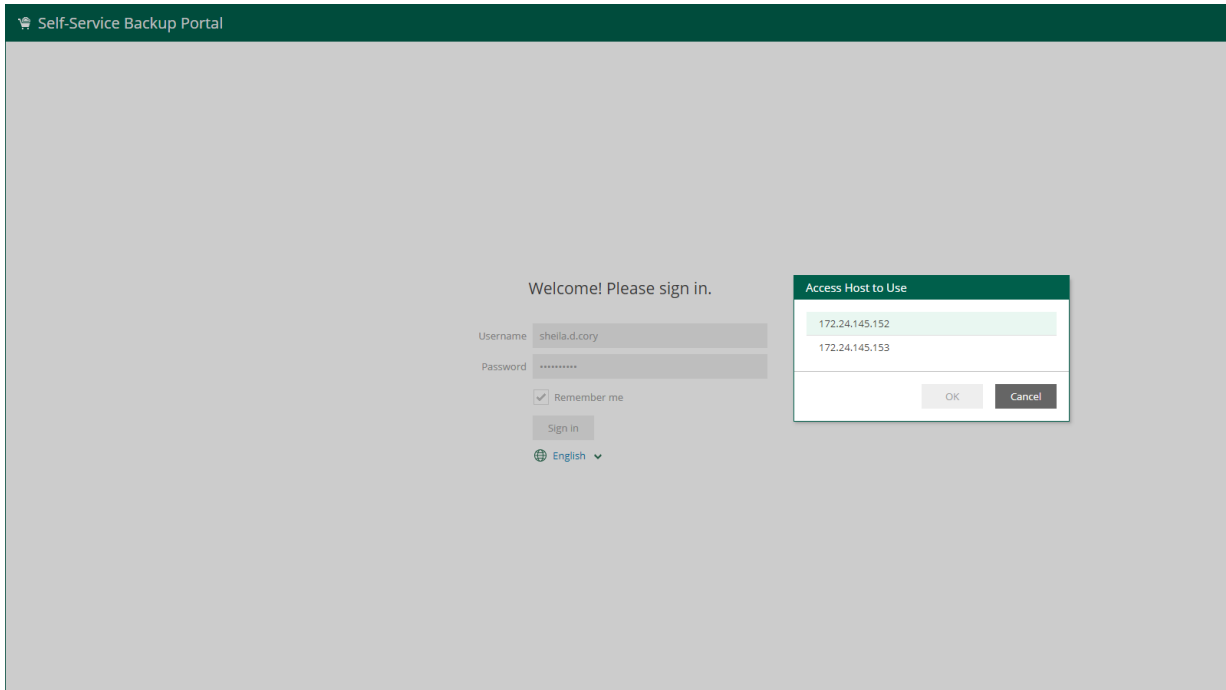 Self-Service Backup Portal
Welcome! Please sign in.
Username sheila.d.cory
Password ••••••••••
Remember me
Sign in
English
Access Host to Use
172.24.145.152
172.24.145.153
OK Cancel